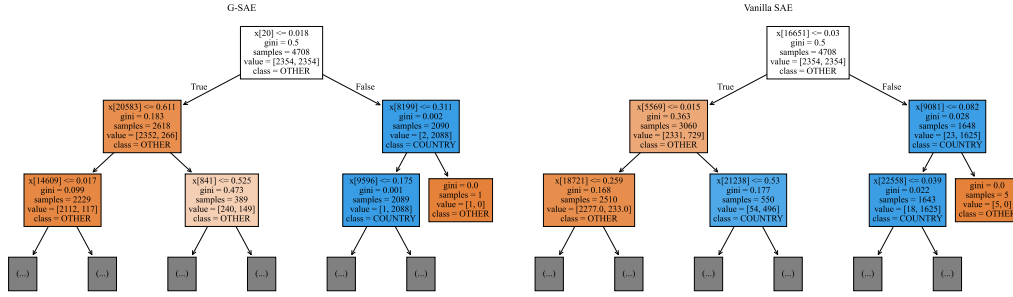 G-SAE
x[20] <= 0.018
gini = 0.5
samples = 4708
value = [2354, 2354]
class = OTHER
True
False
x[20583] <= 0.611
gini = 0.183
samples = 2618
value = [2352, 266]
class = OTHER
x[8199] <= 0.311
gini = 0.002
samples = 2090
value = [2, 2088]
class = COUNTRY
x[14609] <= 0.017
gini = 0.099
samples = 2229
value = [2112, 117]
class = OTHER
x[841] <= 0.525
gini = 0.473
samples = 389
value = [240, 149]
class = OTHER
x[9596] <= 0.175
gini = 0.001
samples = 2089
value = [1, 2088]
class = COUNTRY
gini = 0.0
samples = 1
value = [1, 0]
class = OTHER
(...)
(...)
(...)
(...)
(...)
(...)
Vanilla SAE
x[16651] <= 0.03
gini = 0.5
samples = 4708
value = [2354, 2354]
class = OTHER
True
False
x[5569] <= 0.015
gini = 0.363
samples = 3060
value = [2331, 729]
class = OTHER
x[9081] <= 0.082
gini = 0.028
samples = 1648
value = [23, 1625]
class = COUNTRY
x[18721] <= 0.259
gini = 0.168
samples = 2510
value = [2277.0, 233.0]
class = OTHER
x[21238] <= 0.53
gini = 0.177
samples = 550
value = [54, 496]
class = COUNTRY
x[22558] <= 0.039
gini = 0.022
samples = 1643
value = [18, 1625]
class = COUNTRY
gini = 0.0
samples = 5
value = [5, 0]
class = OTHER
(...)
(...)
(...)
(...)
(...)
(...)